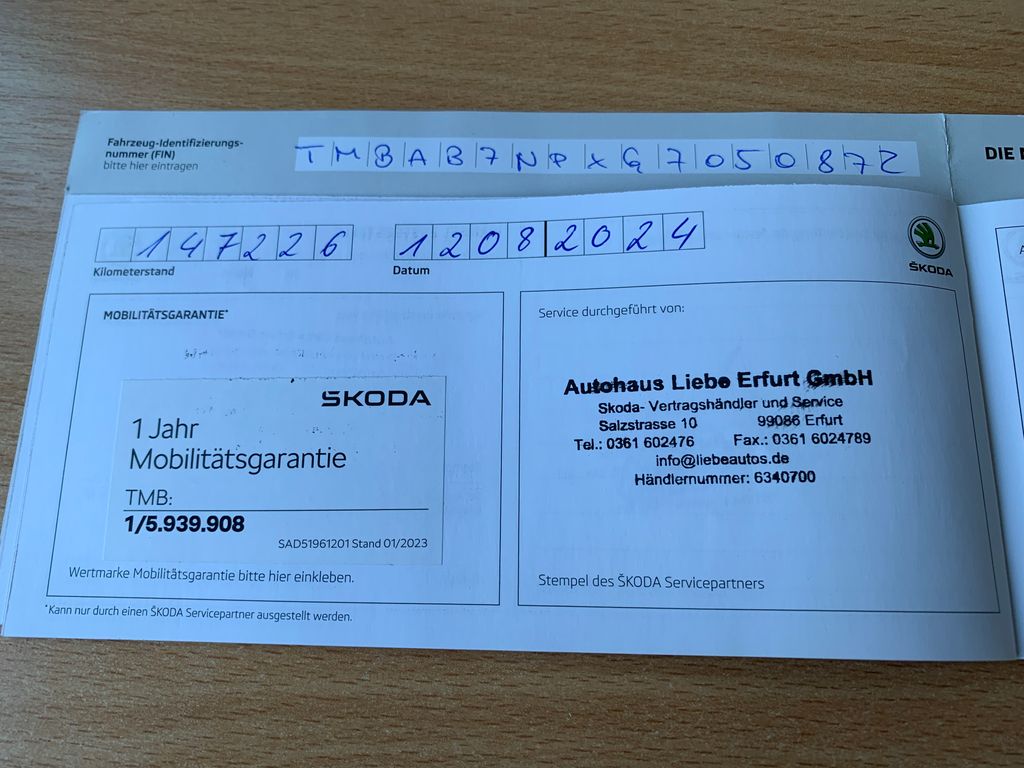 Fahrzeug-Identifizierungs-
nummer (FIN)
bitte hier eintragen
TMBAB7NPXG7050872
DIE
147226
Kilometerstand
12082024
Datum
ŠKODA
MOBILITÄTSGARANTIE*
SKODA
1 Jahr
Mobilitätsgarantie
TMB:
1/5.939.908
SAD51961201 Stand 01/2023
Wertmarke Mobilitätsgarantie bitte hier einkleben.
*Kann nur durch einen ŠKODA Servicepartner ausgestellt werden.
Service durchgeführt von:
Autohaus Liebe Erfurt GmbH
Skoda- Vertragshändler und Service
Salzstrasse 10 99086 Erfurt
Tel.: 0361 602476 Fax.: 0361 6024789
info@liebeautos.de
Händlernummer: 6340700
Stempel des ŠKODA Servicepartners